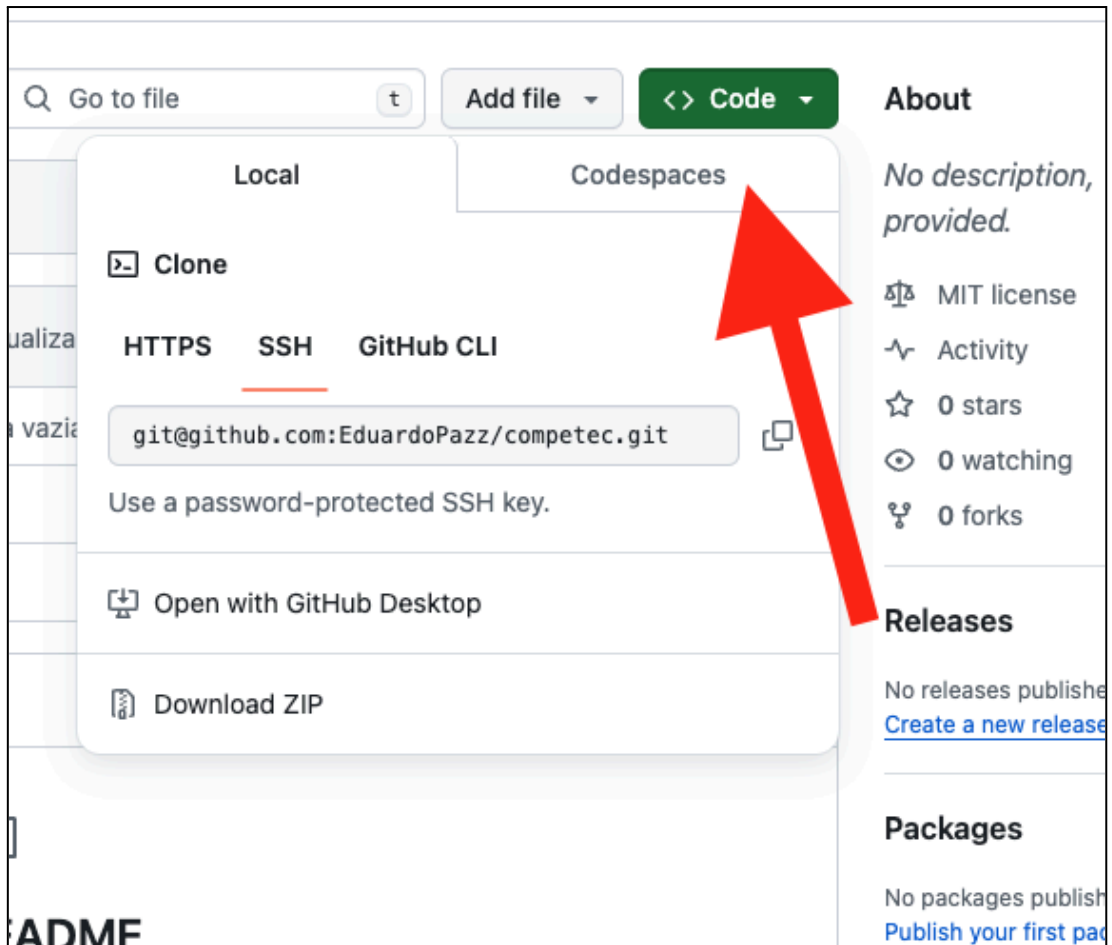 Go to file
t
Add file
<> Code
About
Local
Codespaces
No description,
provided.
Clone
MIT license
HTTPS
SSH
GitHub CLI
Activity
0 stars
git@github.com:EduardoPazz/competec.git
0 watching
Use a password-protected SSH key.
0 forks
Open with GitHub Desktop
Releases
Download ZIP
No releases publishe
Create a new release
Packages
No packages publish
Publish your first pac
ualiza
vazia
EADME